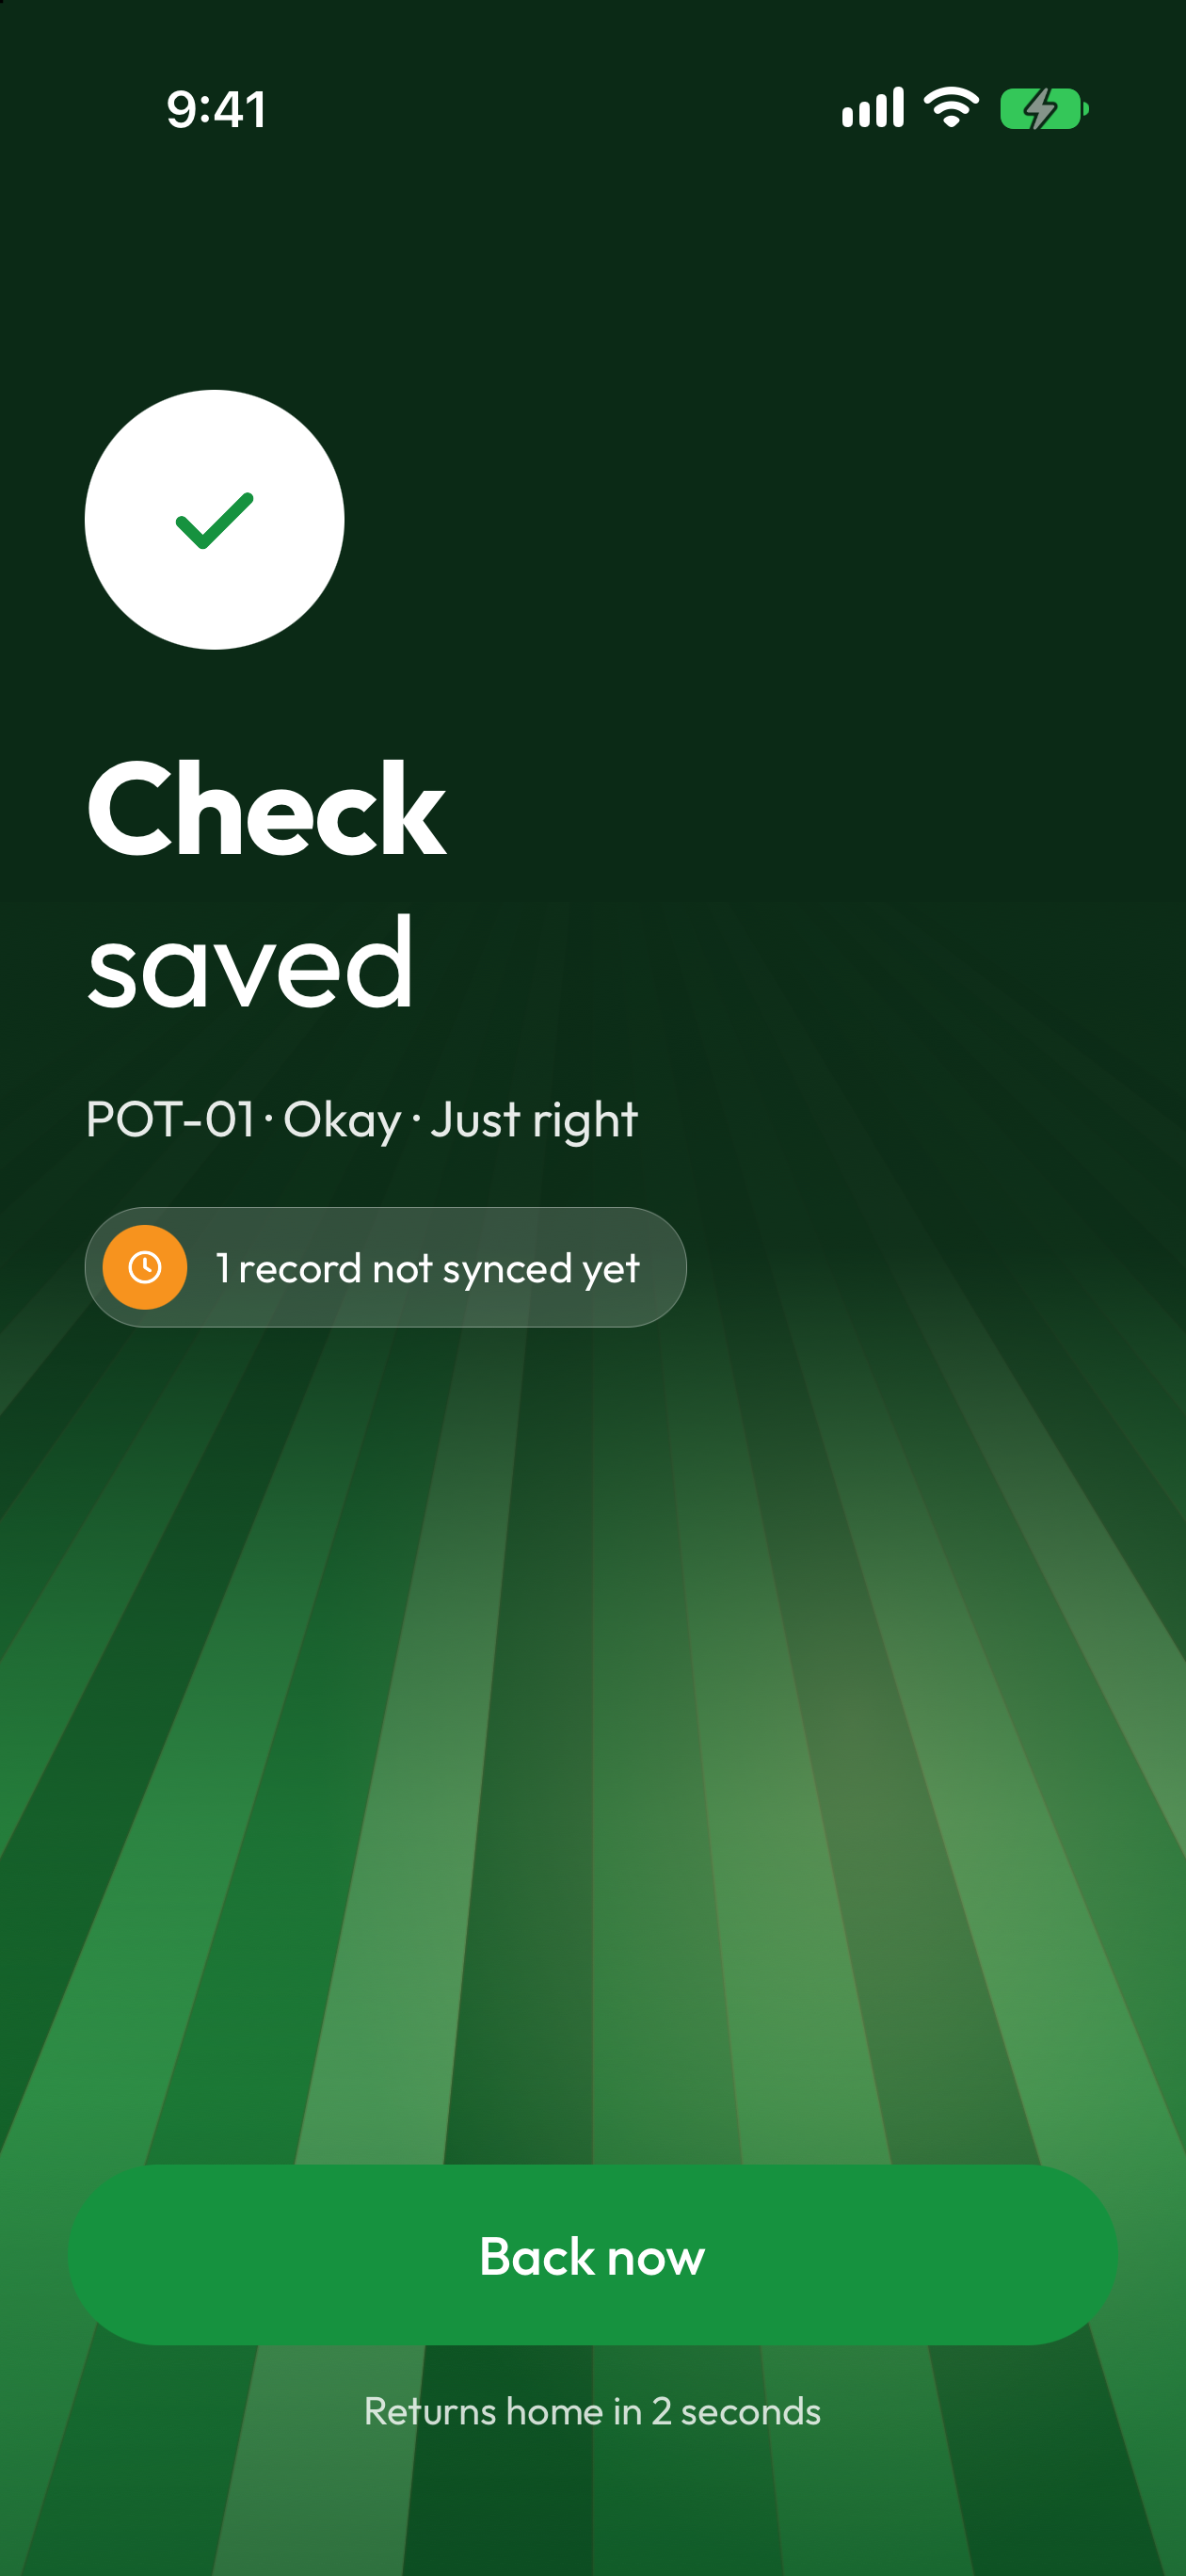 9:41
Check
saved
POT-01 · Okay · Just right
1 record not synced yet
Back now
Returns home in 2 seconds